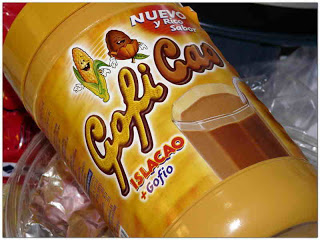 NUEVO
y RICO
Sabor
Gofi Cao
ISLACAO
+Gofio